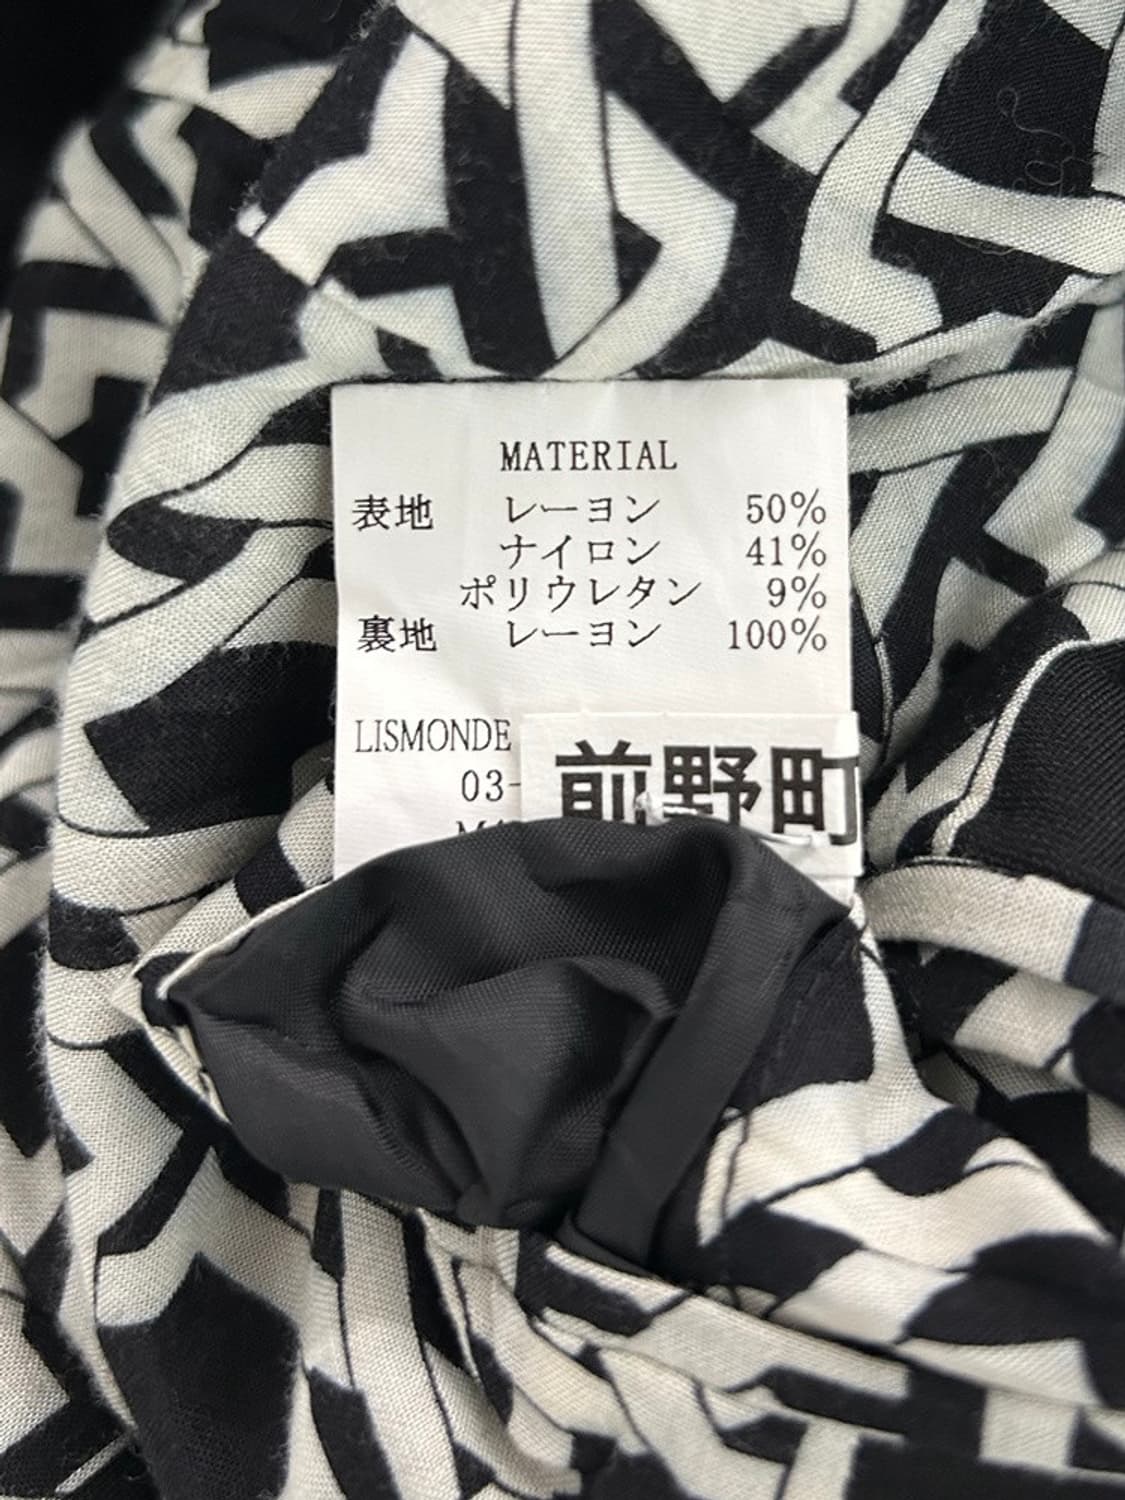 MATERIAL
表地 レーヨン 50%
ナイロン 41%
ポリウレタン 9%
裏地 レーヨン 100%
LISMONDE
03-
前野町